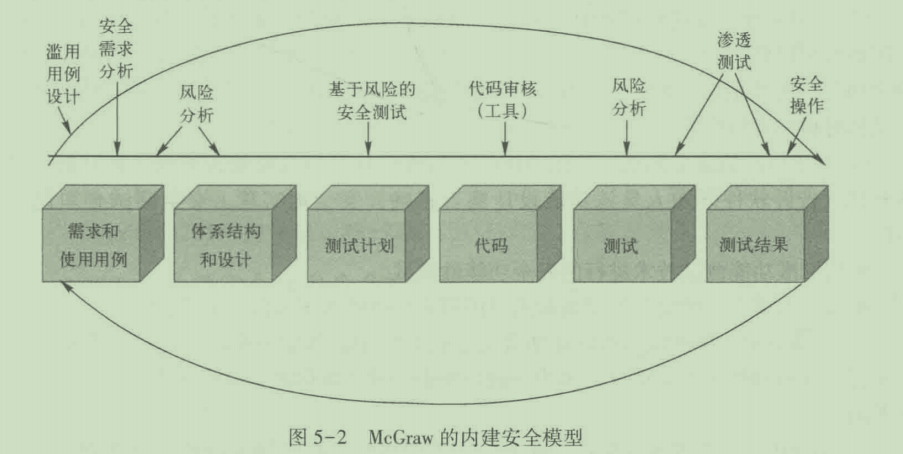 滥用
用例
设计
安全
需求
分析
风险
分析
基于风险的
安全测试
代码审核
（工具）
风险
分析
渗透
测试
安全
操作
需求和
使用用例
体系结构
和设计
测试计划
代码
测试
测试结果
图 5-2 McGraw 的内建安全模型